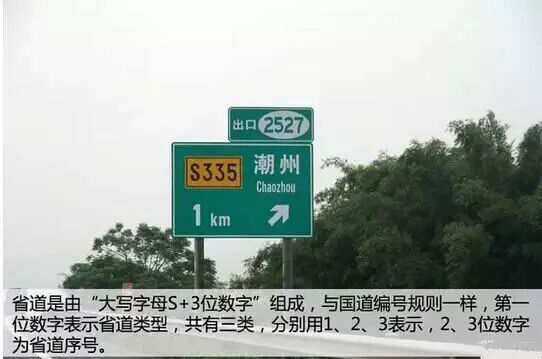 出口 2527
S335 潮州
Chaozhou
1 km
省道是由“大写字母S+3位数字”组成，与国道编号规则一样，第一
位数字表示省道类型，共有三类，分别用1、2、3表示，2、3位数字
为省道序号。